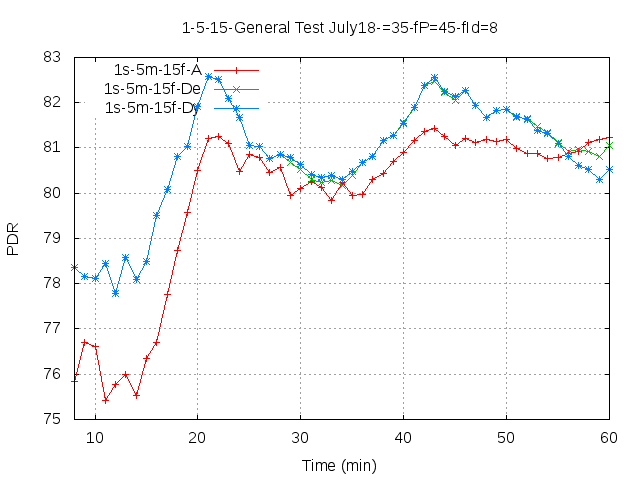 1-5-15-General Test July18-=35-fP=45-fId=8
83
82
81
80
79
78
77
76
75
PDR
1s-5m-15f-A
1s-5m-15f-De
1s-5m-15f-Dy
10
20
30
40
50
60
Time (min)